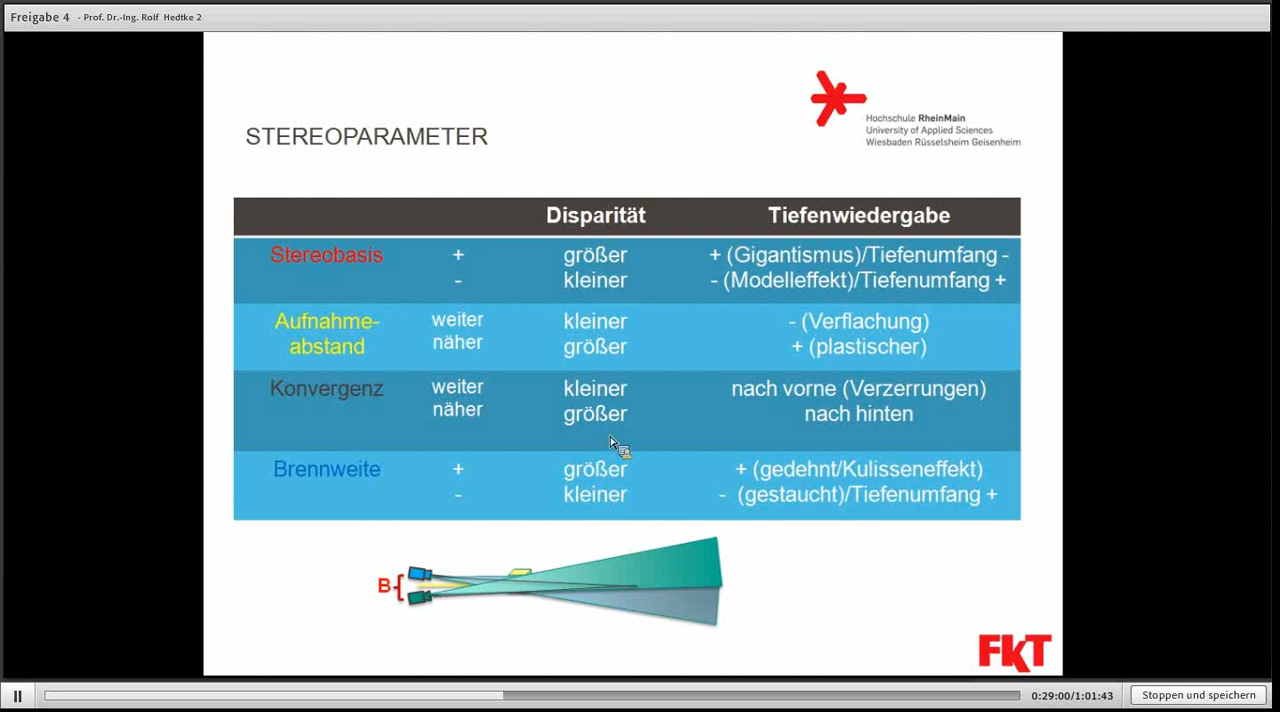 Freigabe 4 - Prof. Dr.-Ing. Rolf Hedtke 2
Hochschule RheinMain
University of Applied Sciences
Wiesbaden Rüsselsheim Geisenheim
STEREOPARAMETER
Disparität Tiefenwiedergabe
Stereobasis + größer + (Gigantismus)/Tiefenumfang -
- kleiner - (Modelleffekt)/Tiefenumfang +
Aufnahme- weiter kleiner - (Verflachung)
abstand näher größer + (plastischer)
Konvergenz weiter kleiner nach vorne (Verzerrungen)
näher größer nach hinten
Brennweite + größer + (gedehnt/Kulisseneffekt)
- kleiner - (gestaucht)/Tiefenumfang +
B
FKT
0:29:00/1:01:43 Stoppen und speichern